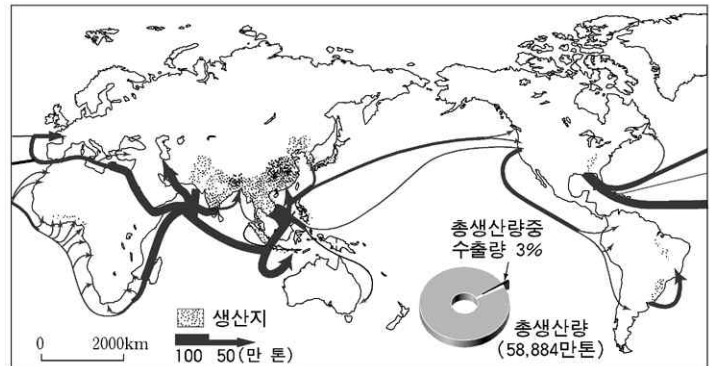 총생산량중
수출량 3%
생산지
총생산량
(58,884만톤)
0 2000km
100 50(만 톤)